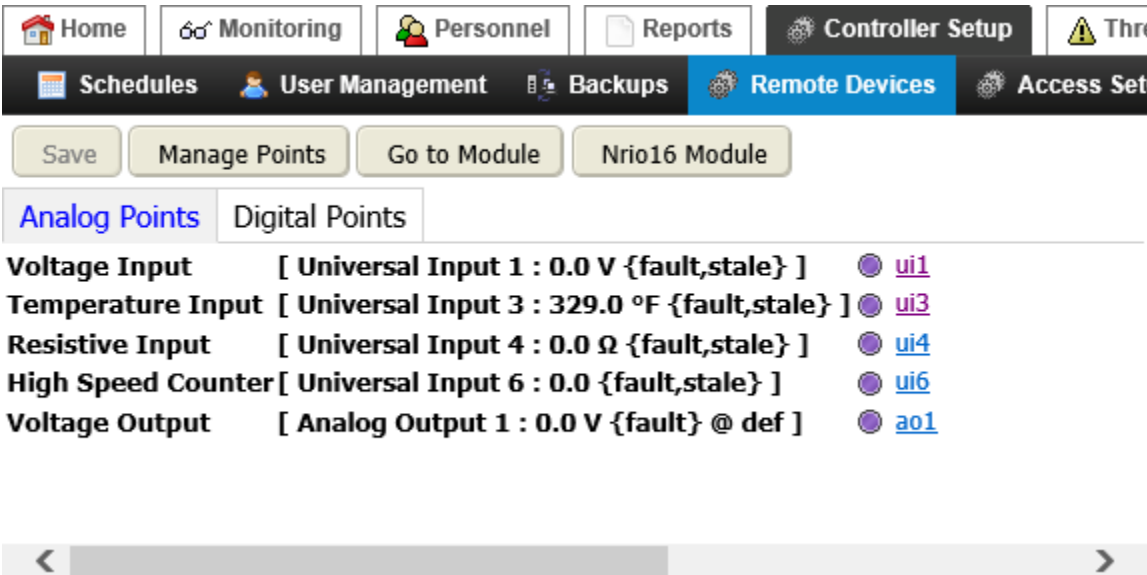 Home Monitoring Personnel Reports Controller Setup Thre
Schedules User Management Backups Remote Devices Access Set
Save Manage Points Go to Module Nrio16 Module
Analog Points Digital Points
Voltage Input [ Universal Input 1 : 0.0 V {fault,stale} ] ui1
Temperature Input [ Universal Input 3 : 329.0 °F {fault,stale} ] ui3
Resistive Input [ Universal Input 4 : 0.0 Ω {fault,stale} ] ui4
High Speed Counter [ Universal Input 6 : 0.0 {fault,stale} ] ui6
Voltage Output [ Analog Output 1 : 0.0 V {fault} @ def ] ao1